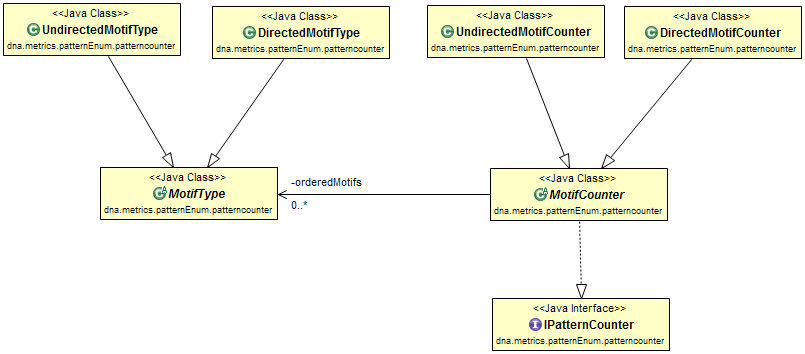 <<Java Class>>
UndirectedMotifType
dna.metrics.patternEnum.patterncounter
<<Java Class>>
DirectedMotifType
dna.metrics.patternEnum.patterncounter
<<Java Class>>
UndirectedMotifCounter
dna.metrics.patternEnum.patterncounter
<<Java Class>>
DirectedMotifCounter
dna.metrics.patternEnum.patterncounter
<<Java Class>>
MotifType
dna.metrics.patternEnum.patterncounter
-orderedMotifs
0..*
<<Java Class>>
MotifCounter
dna.metrics.patternEnum.patterncounter
<<Java Interface>>
IPatternCounter
dna.metrics.patternEnum.patterncounter